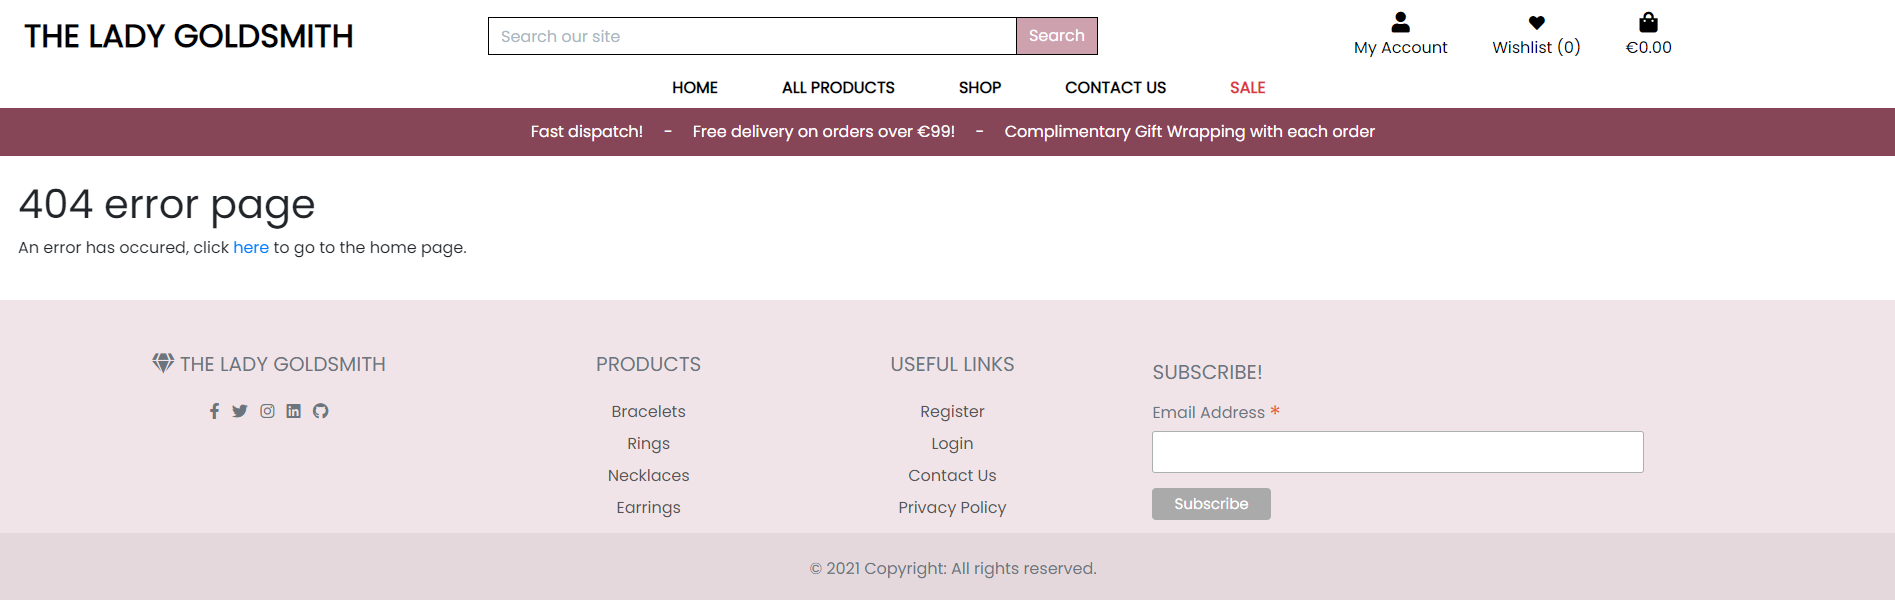 THE LADY GOLDSMITH
Search our site
Search
My Account
Wishlist (0)
€0.00
HOME
ALL PRODUCTS
SHOP
CONTACT US
SALE
Fast dispatch! - Free delivery on orders over €99! - Complimentary Gift Wrapping with each order
404 error page
An error has occured, click here to go to the home page.
THE LADY GOLDSMITH
PRODUCTS
Bracelets
Rings
Necklaces
Earrings
USEFUL LINKS
Register
Login
Contact Us
Privacy Policy
SUBSCRIBE!
Email Address *
Subscribe
© 2021 Copyright: All rights reserved.